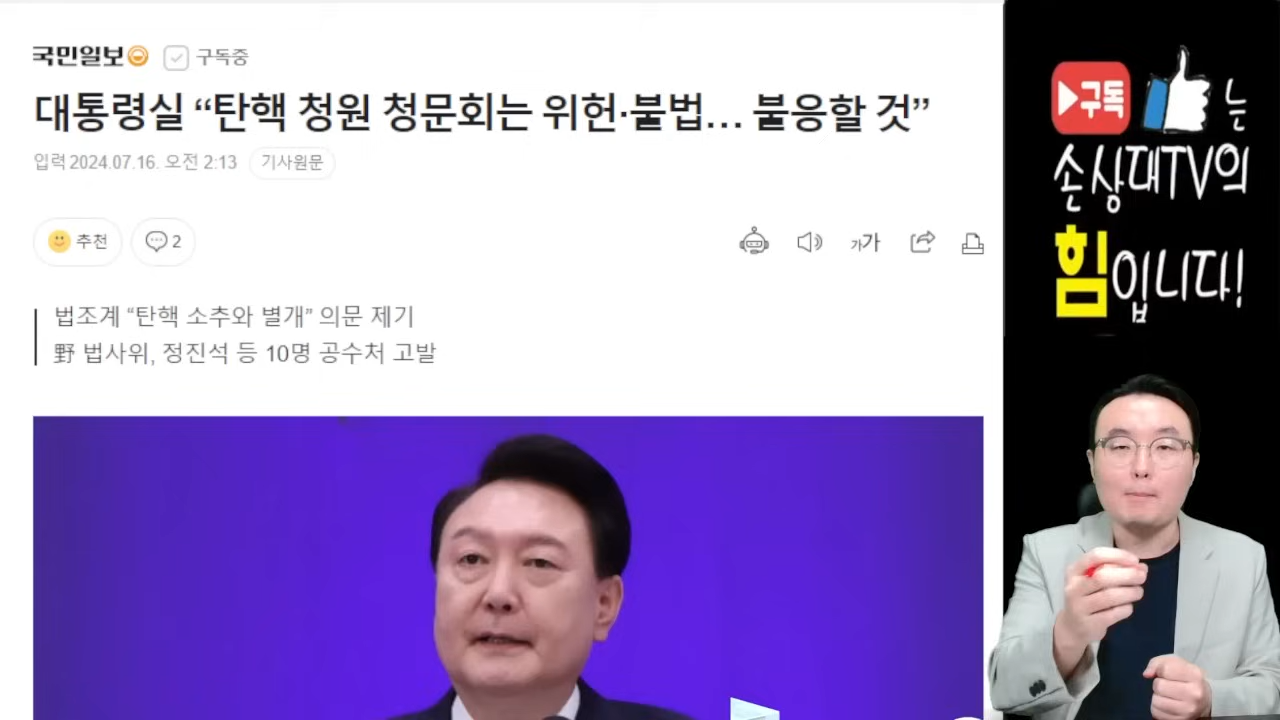 국민일보 구독중
대통령실 “탄핵 청원 청문회는 위헌·불법… 불응할 것”
입력 2024.07.16. 오전 2:13 기사원문
추천 2
가가
법조계 “탄핵 소추와 별개” 의문 제기
野 법사위, 정진석 등 10명 공수처 고발
구독 는
손상대TV의
힘입니다!